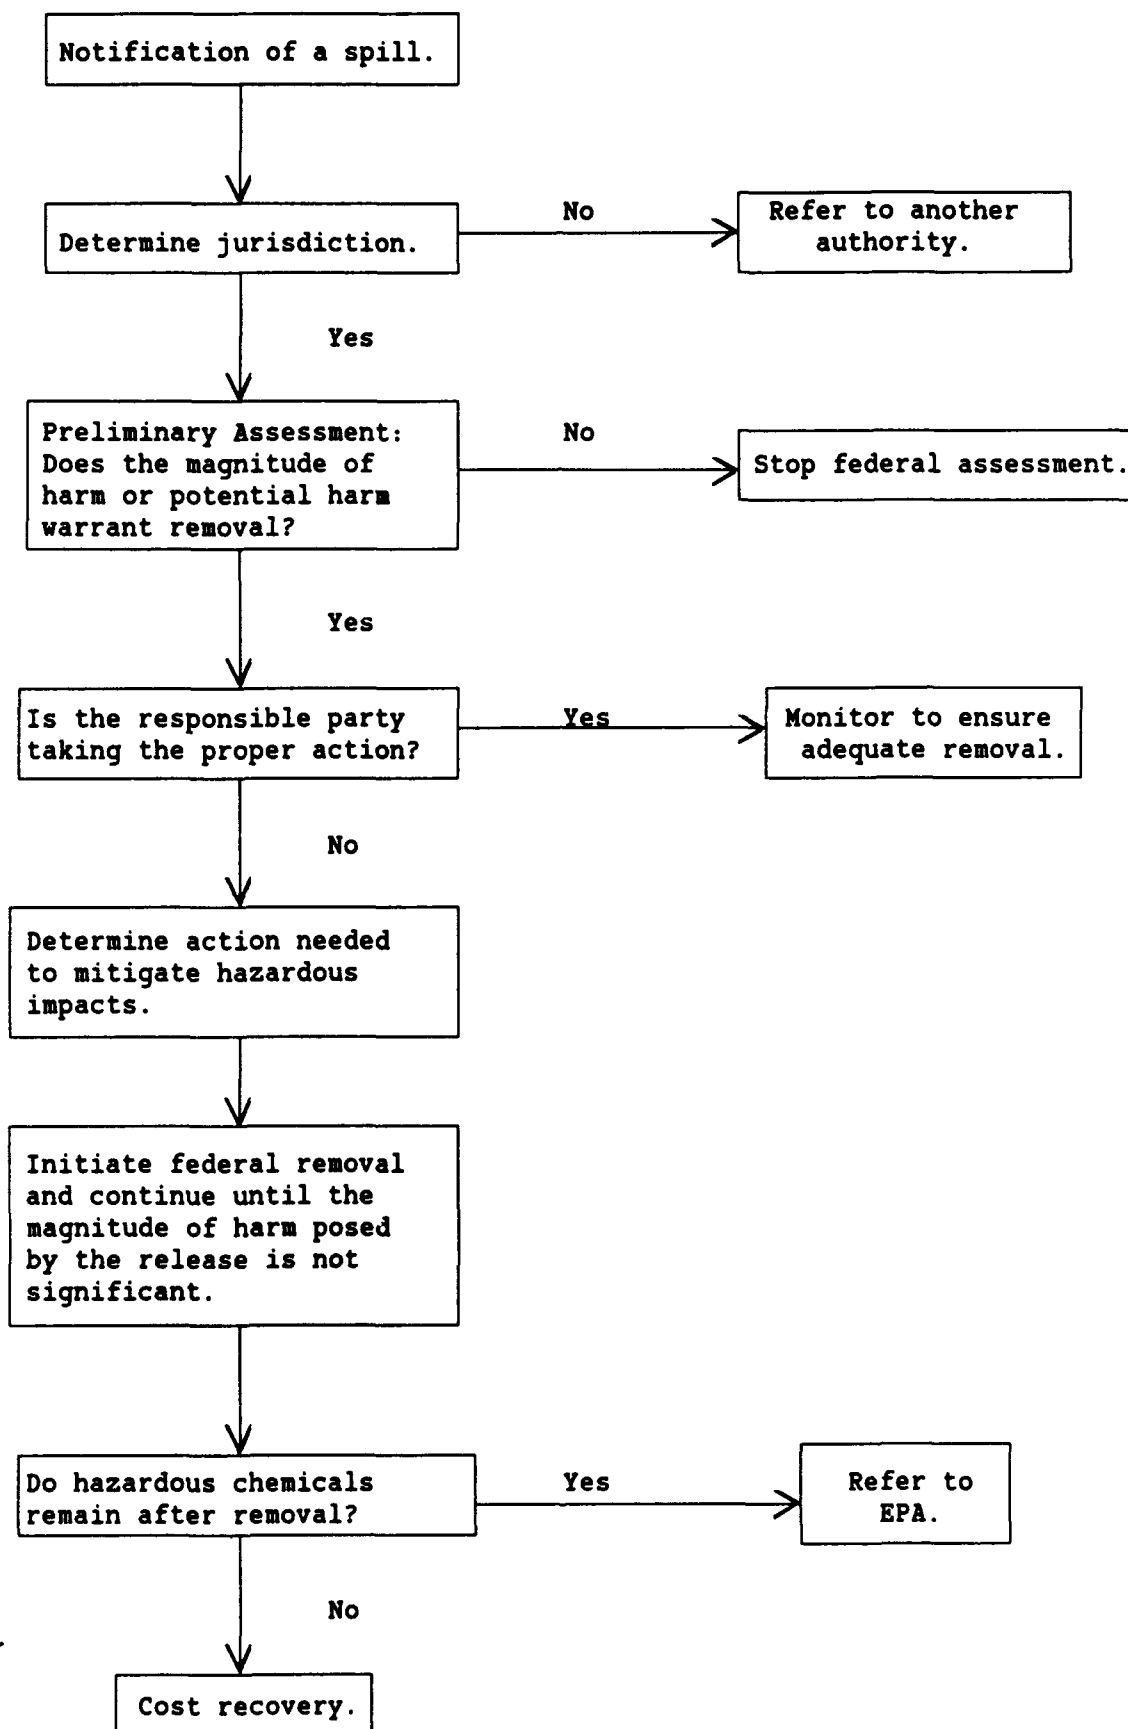 Notification of a spill.
Determine jurisdiction.
No
Refer to another
authority.
Yes
Preliminary Assessment:
Does the magnitude of
harm or potential harm
warrant removal?
No
Stop federal assessment.
Yes
Is the responsible party
taking the proper action?
Yes
Monitor to ensure
adequate removal.
No
Determine action needed
to mitigate hazardous
impacts.
Initiate federal removal
and continue until the
magnitude of harm posed
by the release is not
significant.
Do hazardous chemicals
remain after removal?
Yes
Refer to
EPA.
No
Cost recovery.